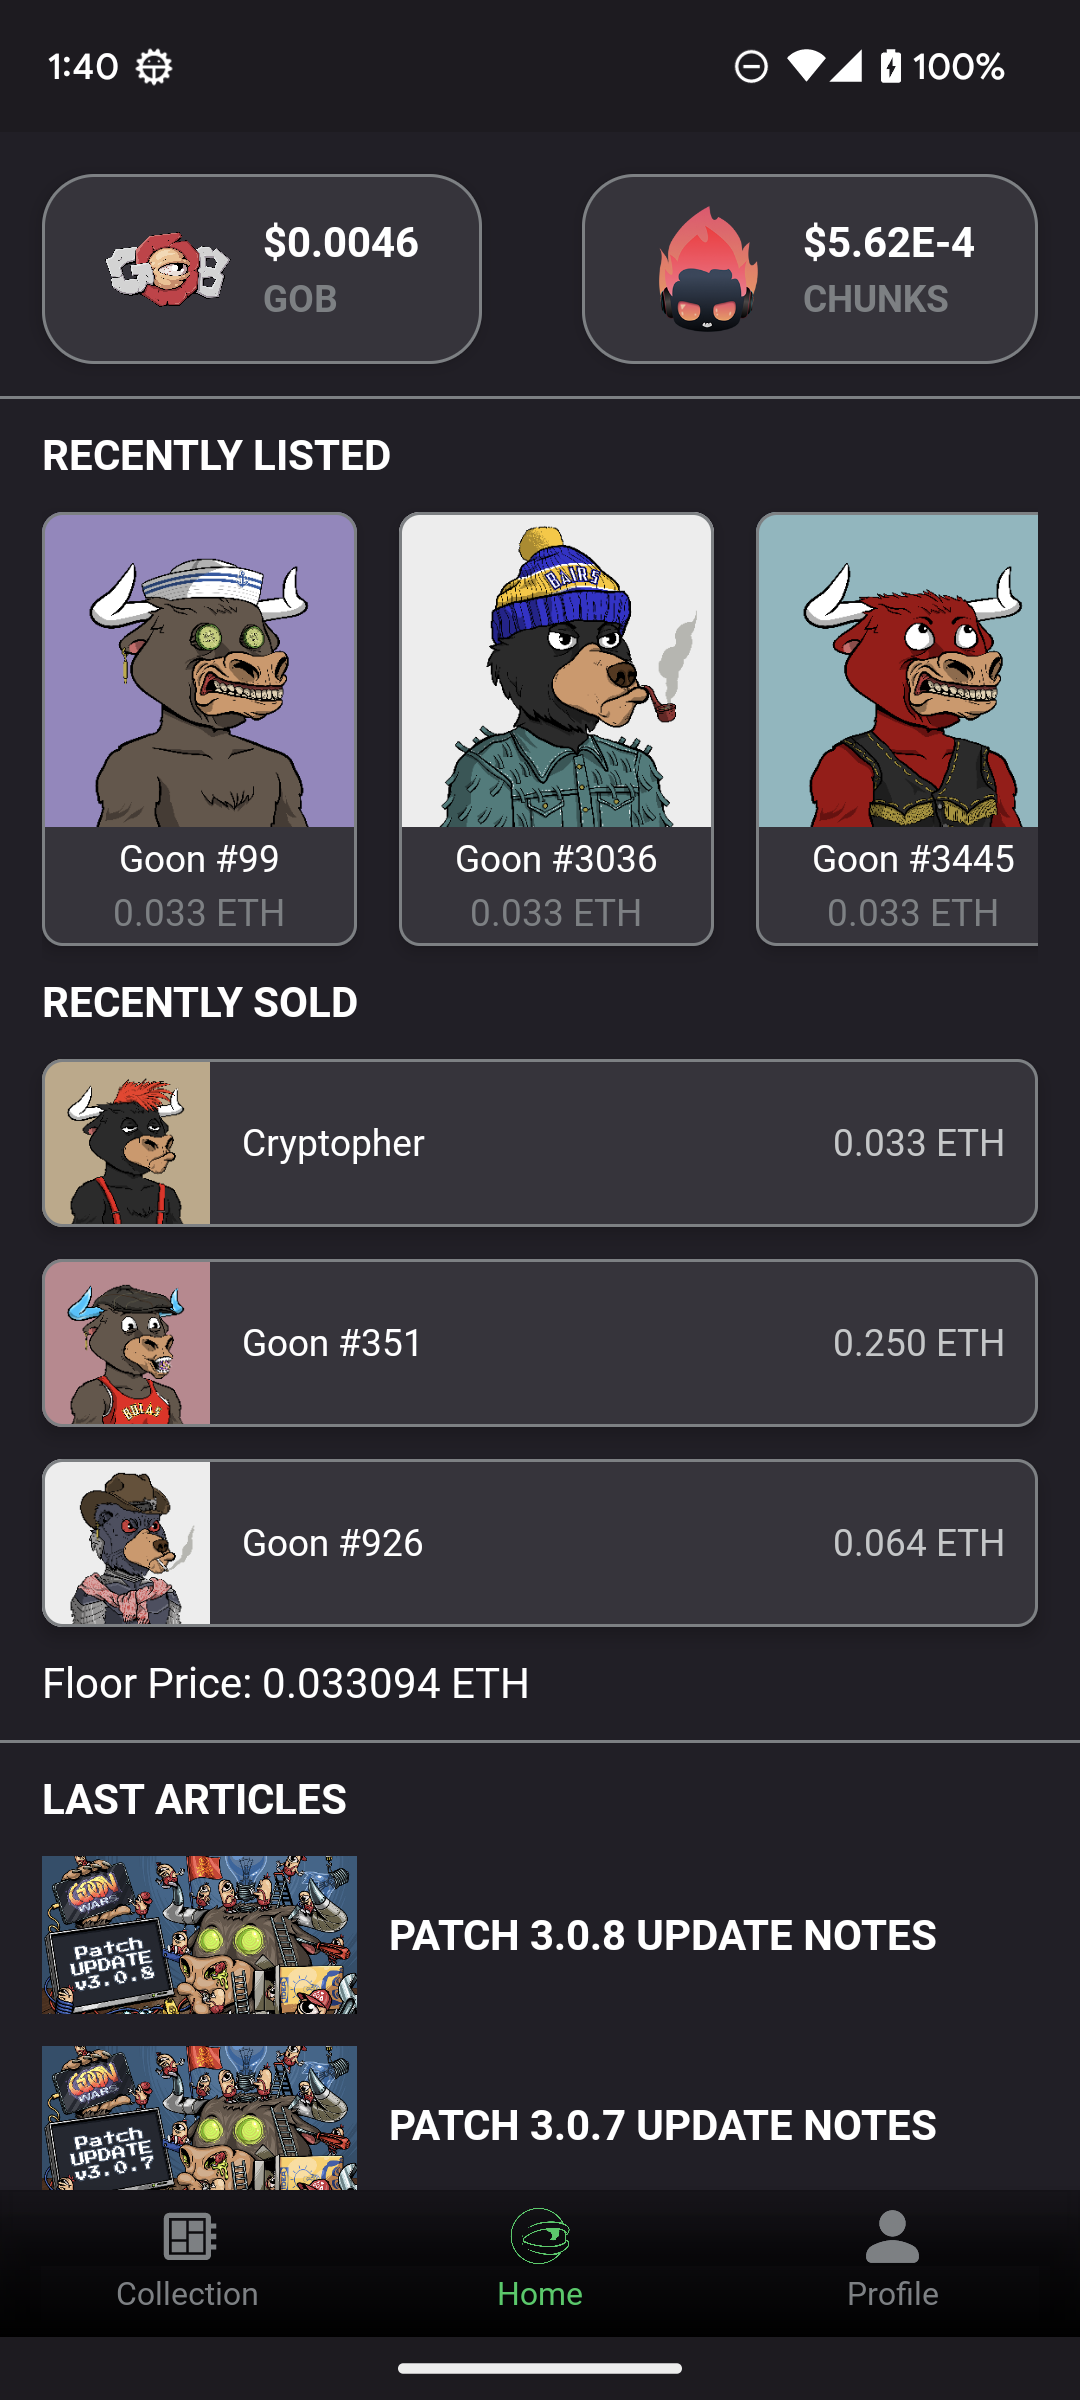 1:40
100%
GOB
$0.0046
GOB
$5.62E-4
CHUNKS
RECENTLY LISTED
BAIRS
Goon #99
0.033 ETH
Goon #3036
0.033 ETH
Goon #3445
0.033 ETH
RECENTLY SOLD
Cryptopher
0.033 ETH
Goon #351
0.250 ETH
Goon #926
0.064 ETH
Floor Price: 0.033094 ETH
LAST ARTICLES
GOON
WARS
Patch
UPDATE
v3.0.8
PATCH 3.0.8 UPDATE NOTES
GOON
WARS
Patch
UPDATE
v3.0.7
PATCH 3.0.7 UPDATE NOTES
Collection
Home
Profile